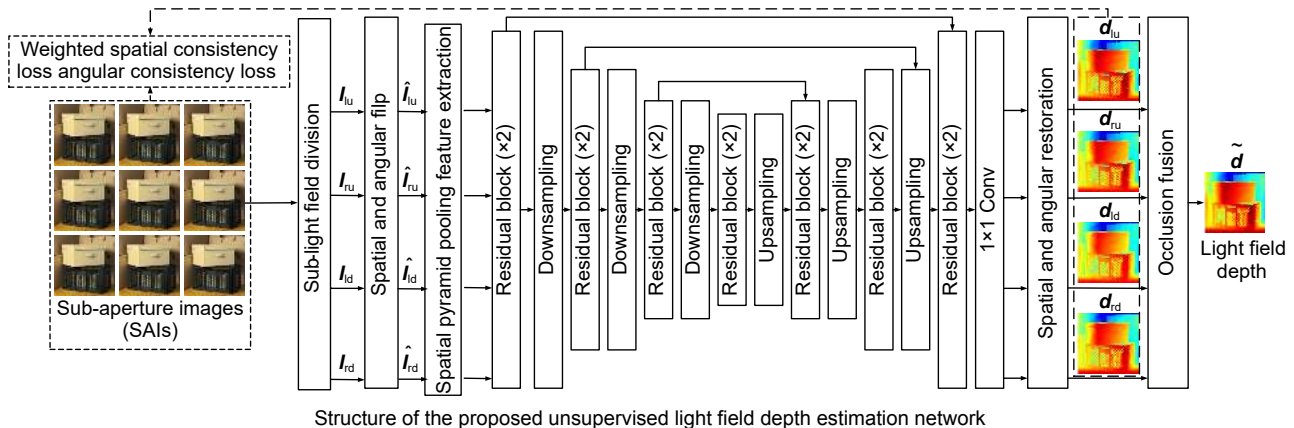 Weighted spatial consistency
loss angular consistency loss
Sub-aperture images
(SAIs)
Sub-light field division
I_lu
I_ru
I_ld
I_rd
Spatial and angular filp
Î_lu
Î_ru
Î_ld
Î_rd
Spatial pyramid pooling feature extraction
Residual block (×2)
Downsampling
Residual block (×2)
Downsampling
Residual block (×2)
Downsampling
Residual block (×2)
Upsampling
Residual block (×2)
Upsampling
Residual block (×2)
Upsampling
Residual block (×2)
1×1 Conv
Spatial and angular restoration
d_lu
d_ru
d_ld
d_rd
Occlusion fusion
d̃
Light field
depth
Structure of the proposed unsupervised light field depth estimation network